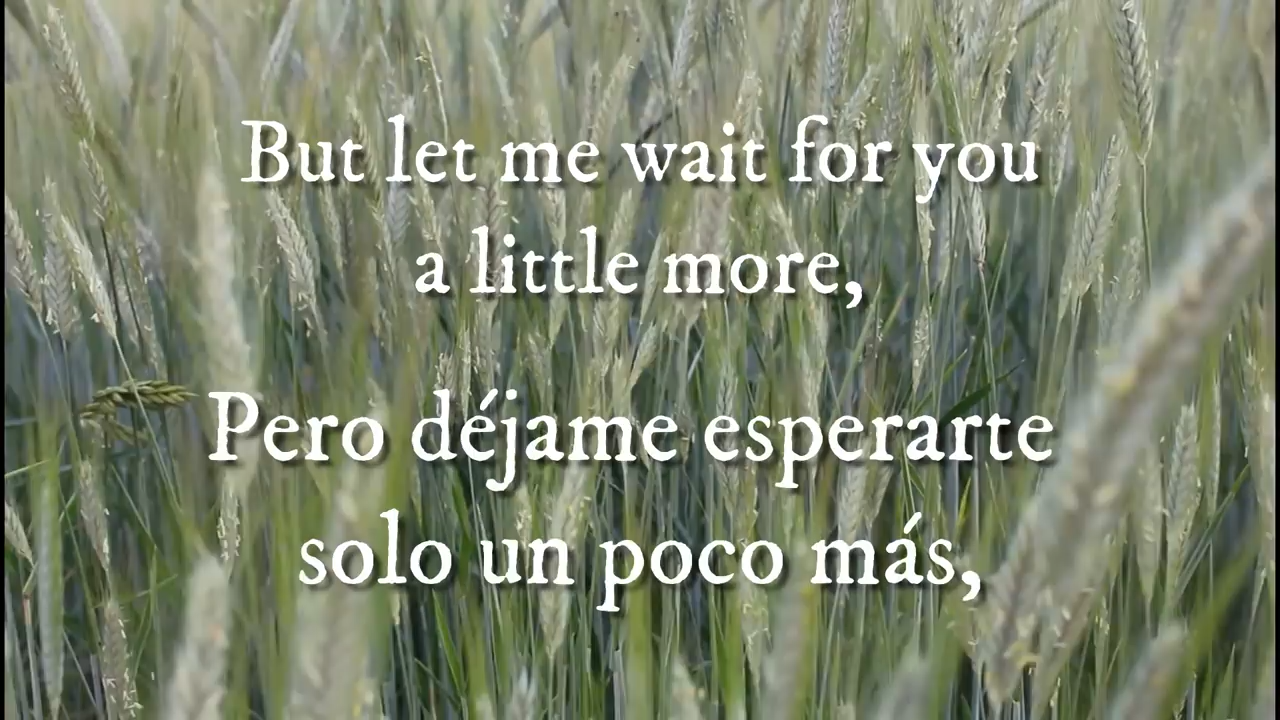 But let me wait for you
a little more,
Pero déjame esperarte
solo un poco más,